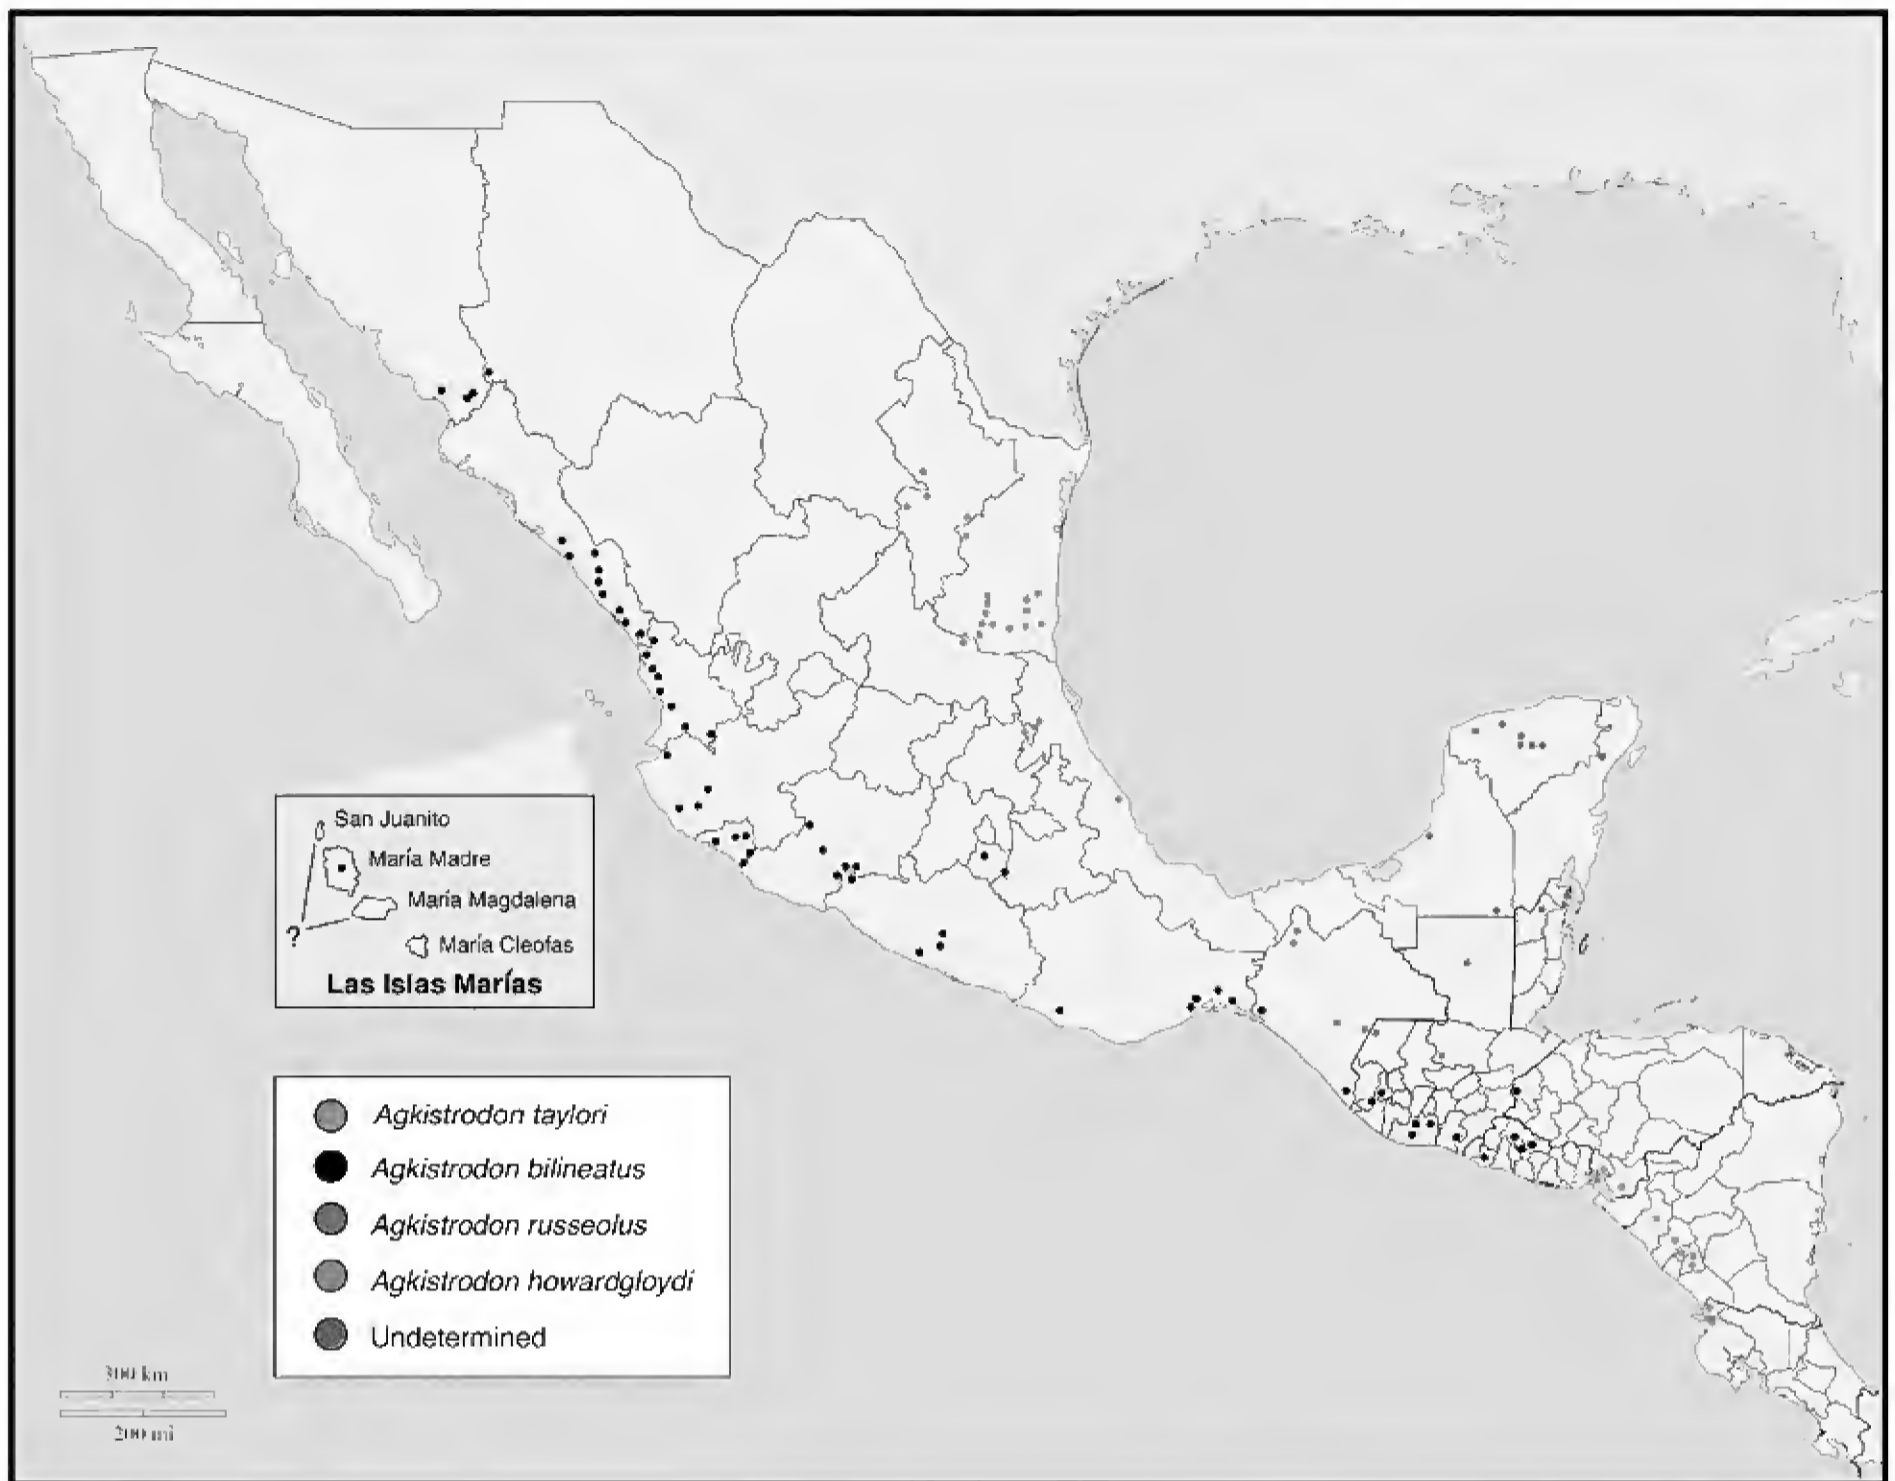 San Juanito
María Madre
María Magdalena
?
María Cleofas
Las Islas Marías
Agkistrodon taylori
Agkistrodon bilineatus
Agkistrodon russeolus
Agkistrodon howardgloydi
Undetermined
300 km
200 mi